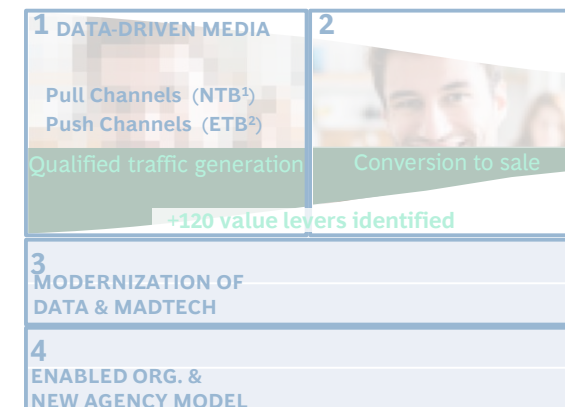 1 DATA-DRIVEN MEDIA
2
Pull Channels (NTB¹)
Push Channels (ETB²)
Qualified traffic generation
Conversion to sale
+120 value levers identified
3
MODERNIZATION OF
DATA & MADTECH
4
ENABLED ORG. &
NEW AGENCY MODEL